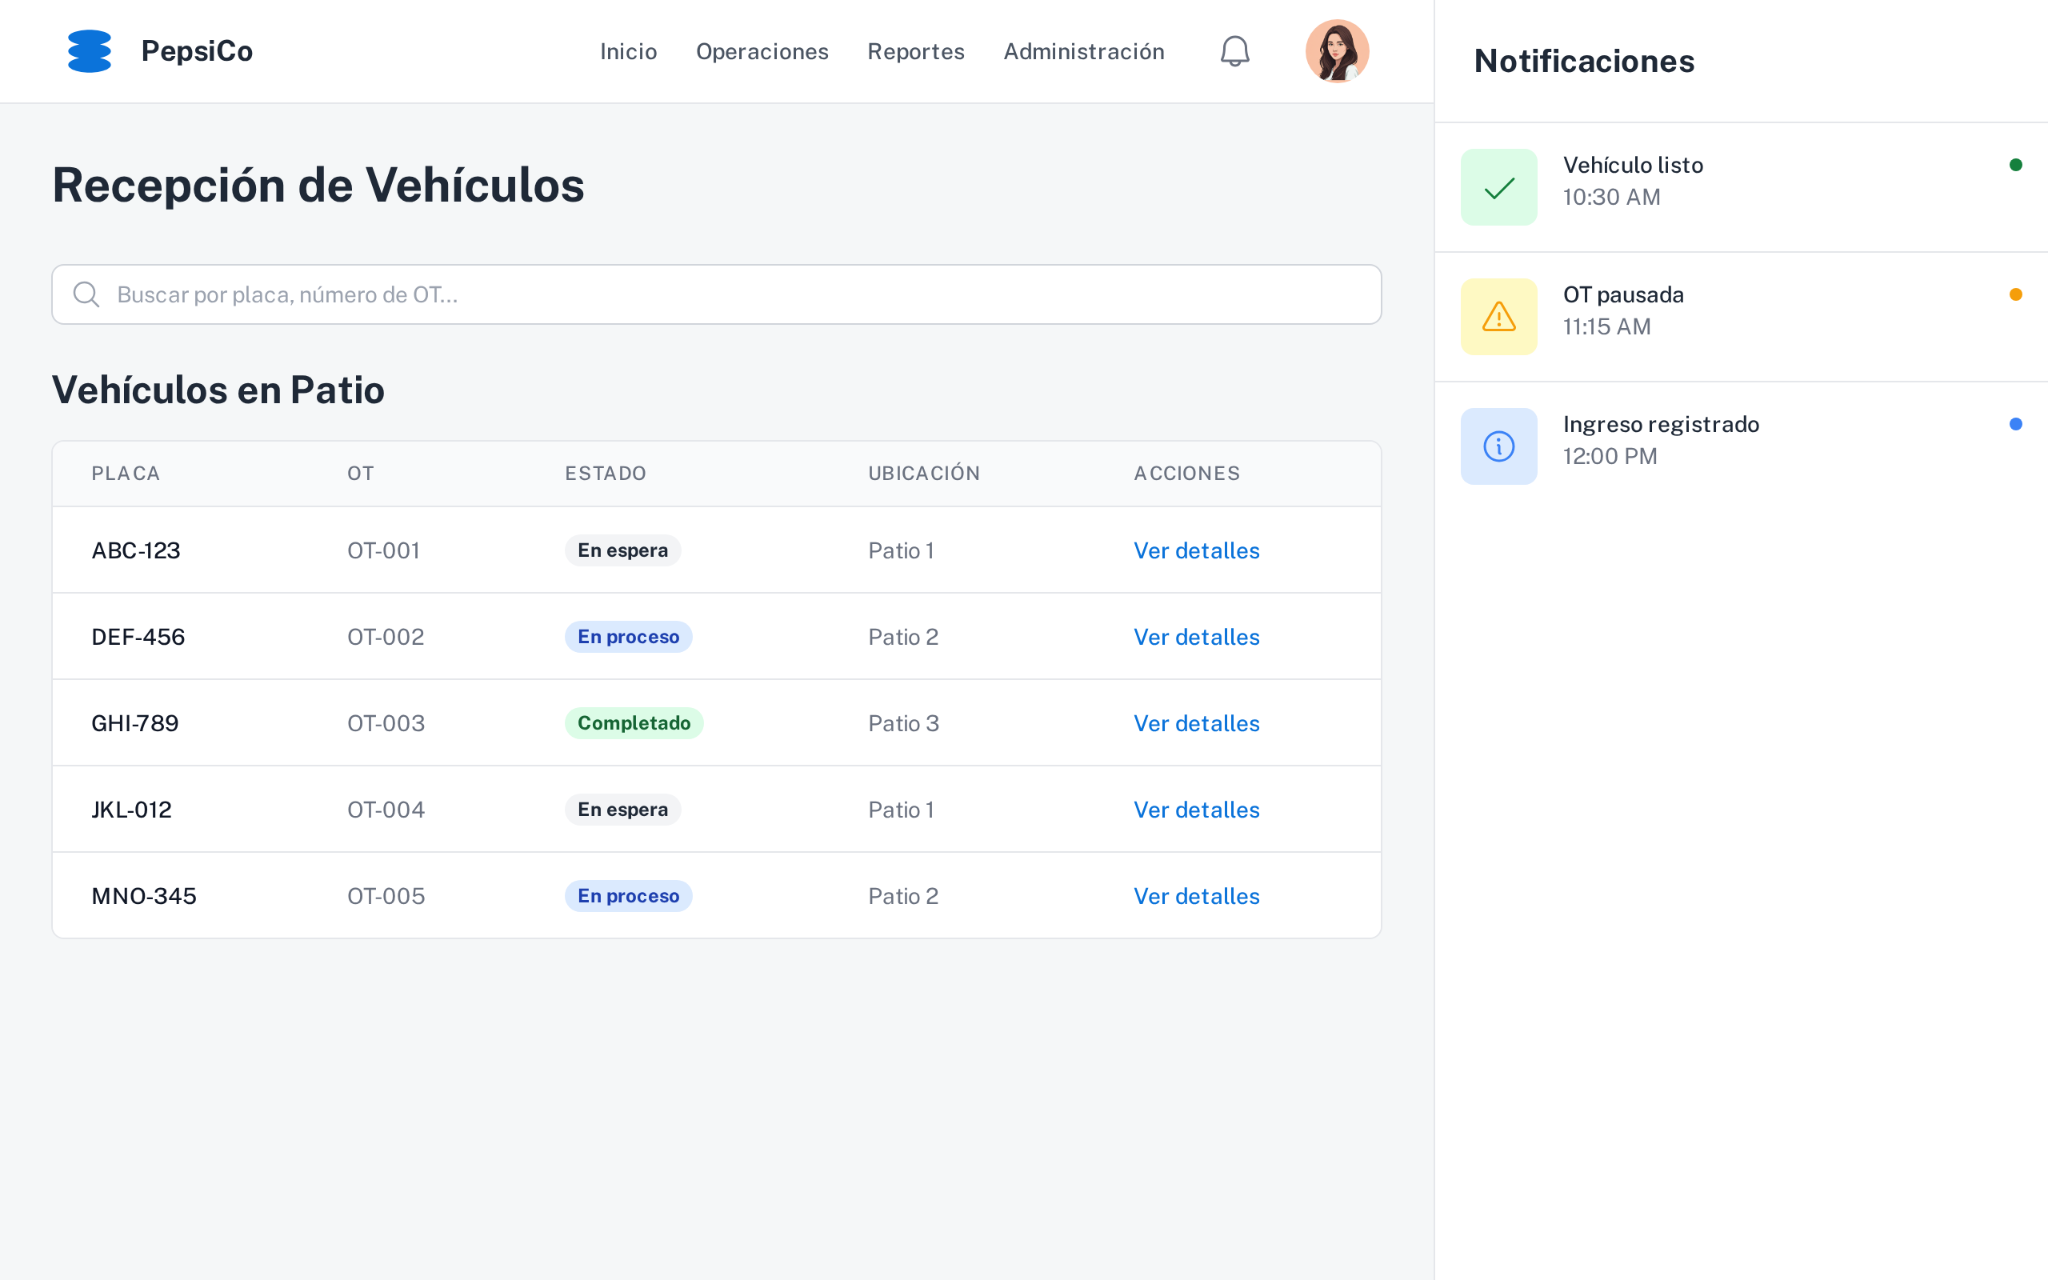 PepsiCo
Inicio Operaciones Reportes Administración
Recepción de Vehículos
Buscar por placa, número de OT...
Vehículos en Patio
PLACA OT ESTADO UBICACIÓN ACCIONES
ABC-123 OT-001 En espera Patio 1 Ver detalles
DEF-456 OT-002 En proceso Patio 2 Ver detalles
GHI-789 OT-003 Completado Patio 3 Ver detalles
JKL-012 OT-004 En espera Patio 1 Ver detalles
MNO-345 OT-005 En proceso Patio 2 Ver detalles
Notificaciones
Vehículo listo
10:30 AM
OT pausada
11:15 AM
Ingreso registrado
12:00 PM